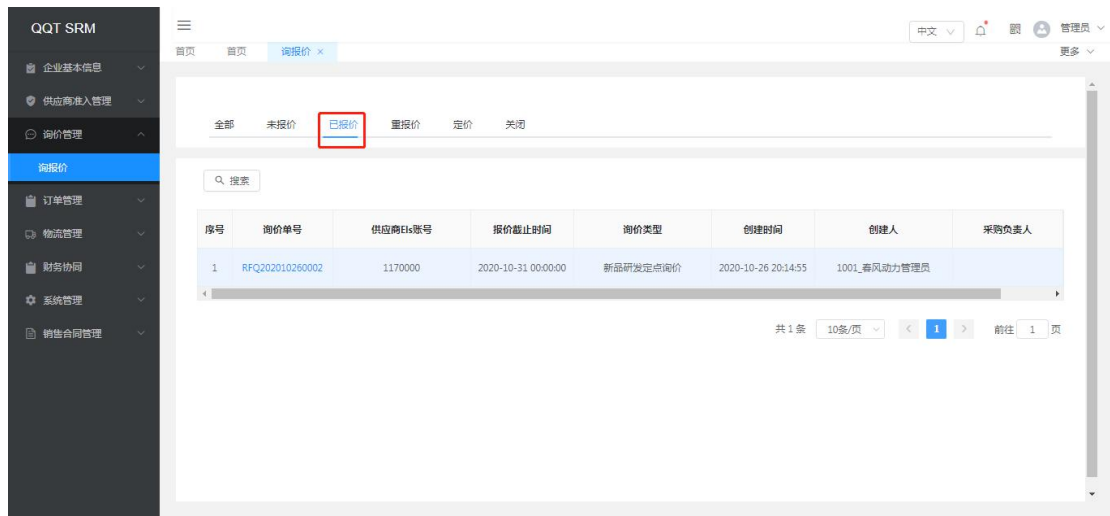 QQT SRM
中文
管理员
首页 首页 询报价 ×
更多
企业基本信息
供应商准入管理
询价管理
询报价
订单管理
物流管理
财务协同
系统管理
销售合同管理
全部 未报价 已报价 重报价 定价 关闭
搜索
序号 询价单号 供应商Els账号 报价截止时间 询价类型 创建时间 创建人 采购负责人
1 RFQ202010260002 1170000 2020-10-31 00:00:00 新品研发定点询价 2020-10-26 20:14:55 1001_春风动力管理员
共 1 条 10条/页 < 1 > 前往 1 页